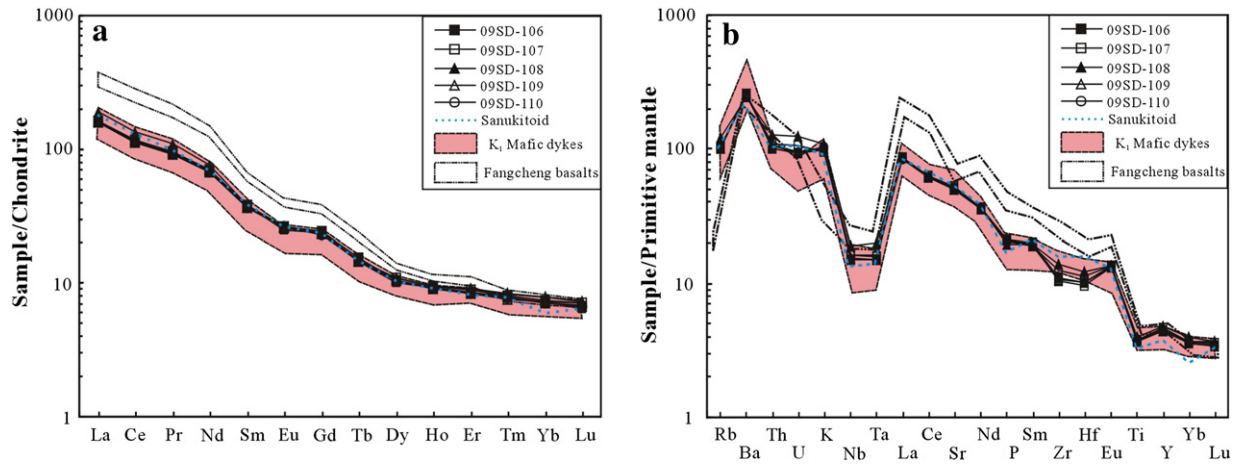 a
Sample/Chondrite
1000
100
10
1
09SD-106
09SD-107
09SD-108
09SD-109
09SD-110
Sanukitoid
K₁ Mafic dykes
Fangcheng basalts
La Ce Pr Nd Sm Eu Gd Tb Dy Ho Er Tm Yb Lu
b
Sample/Primitive mande
1000
100
10
1
09SD-106
09SD-107
09SD-108
09SD-109
09SD-110
Sanukitoid
K₁ Mafic dykes
Fangcheng basalts
Rb Th K Ta Ce Nd Sm Hf Ti Yb
Ba U Nb La Sr P Zr Eu Y Lu